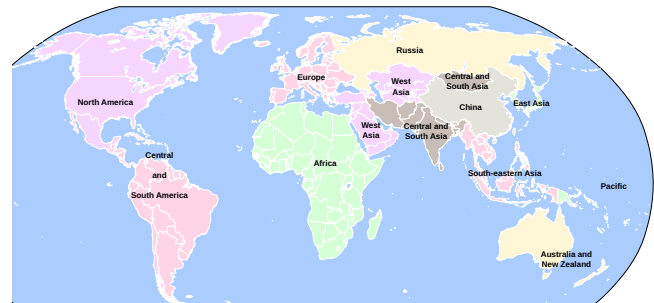 Russia
Europe
West
Asia
Central and
South Asia
North America
China
East Asia
West
Asia
Central and
South Asia
Central
and
South America
Africa
South-eastern Asia
Pacific
Australia and
New Zealand